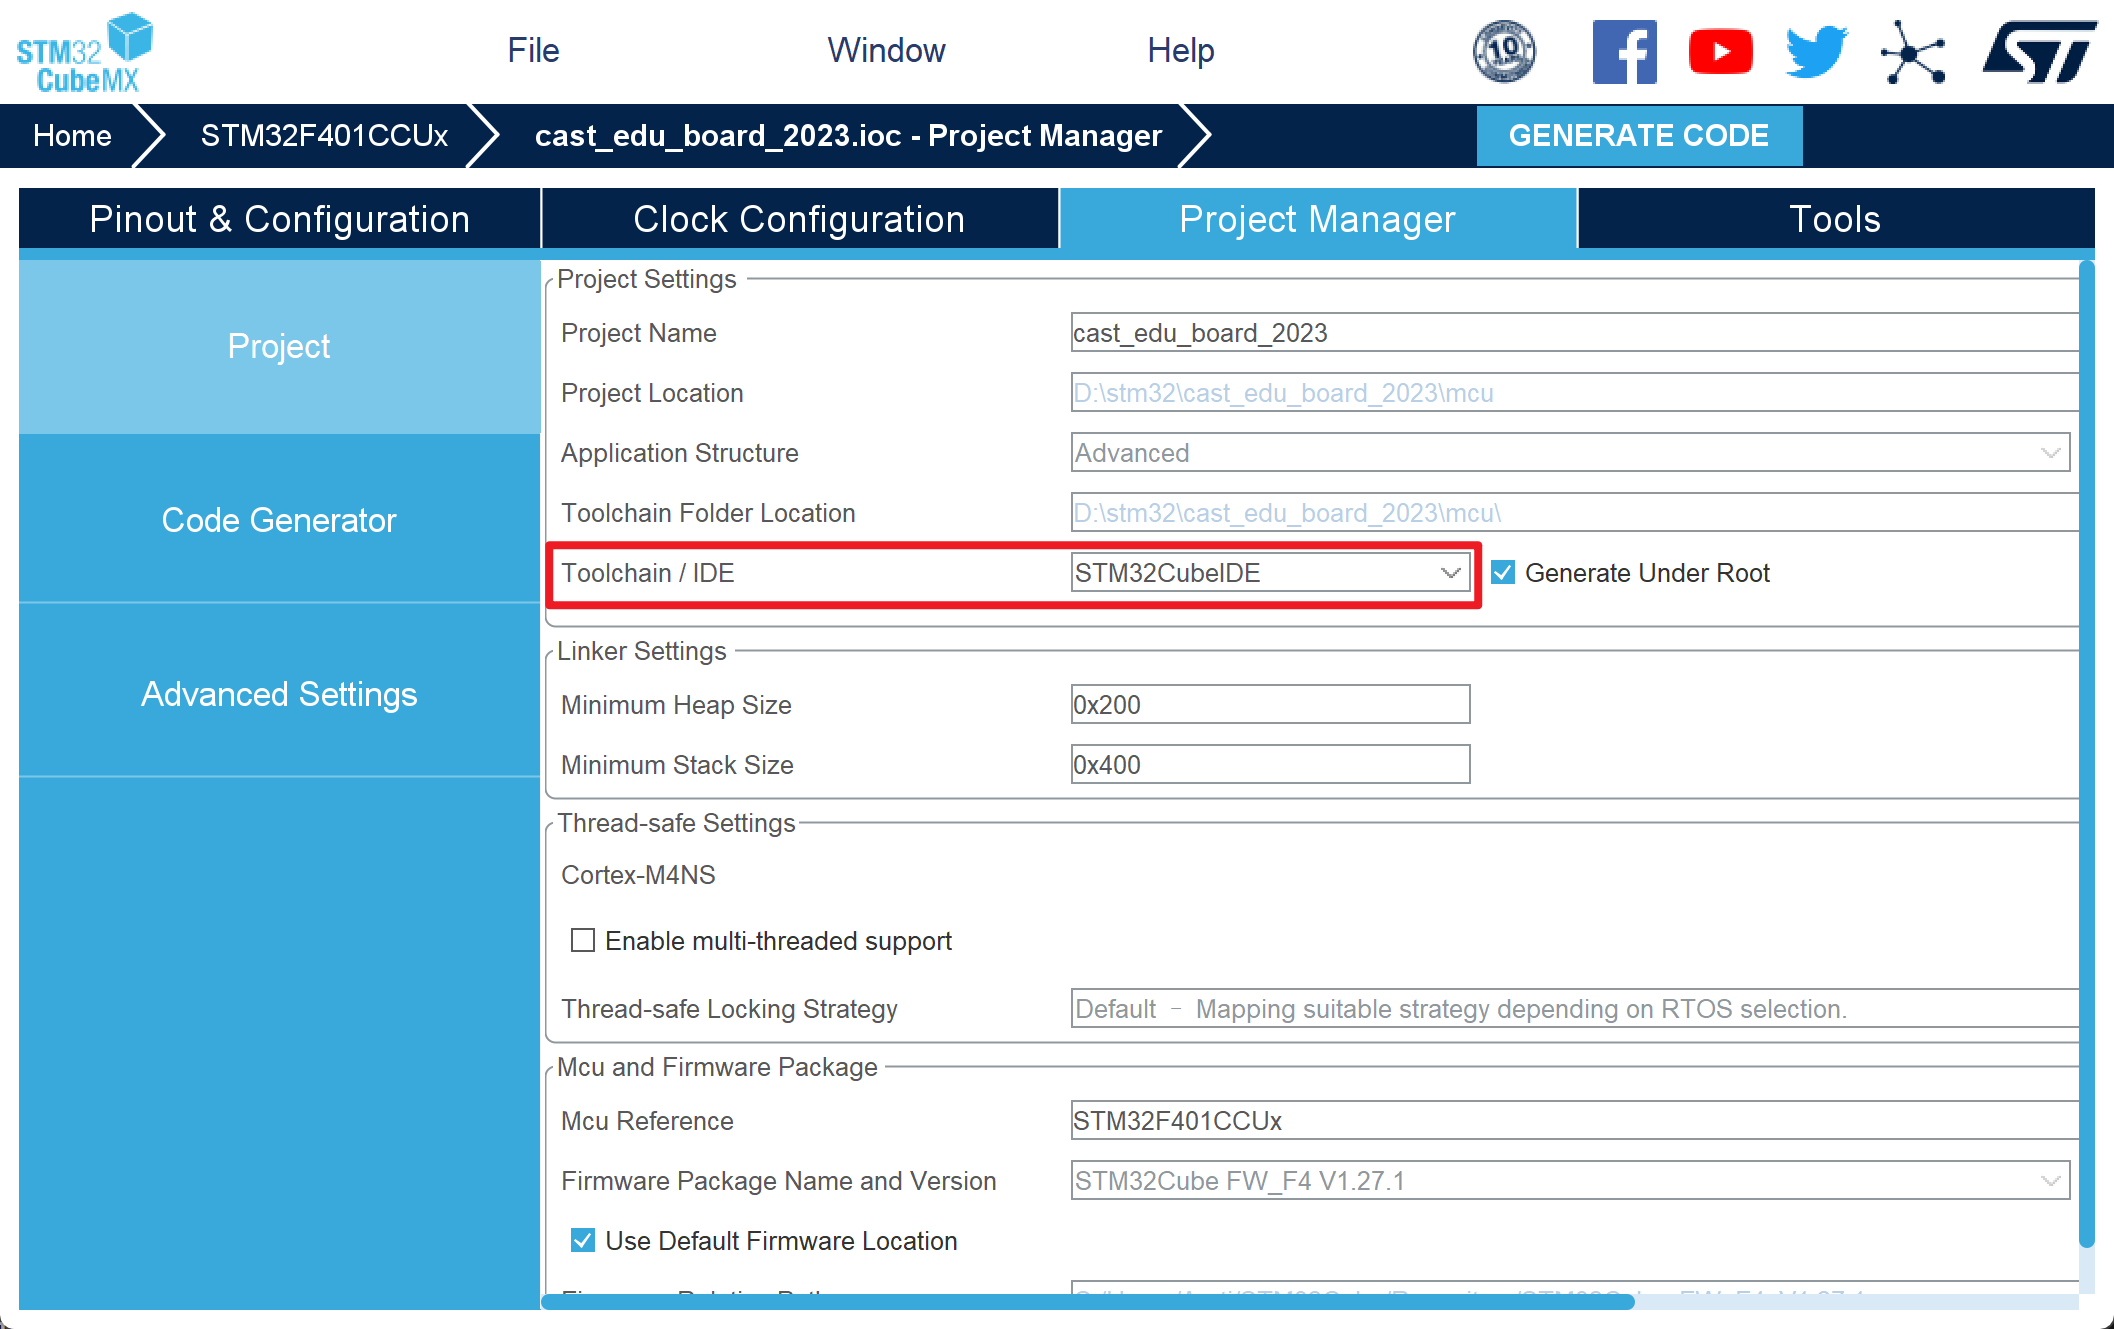 STM32
CubeMX
File
Window
Help
10
YEARS
Home
STM32F401CCUx
cast_edu_board_2023.ioc - Project Manager
GENERATE CODE
Pinout & Configuration
Clock Configuration
Project Manager
Tools
Project
Code Generator
Advanced Settings
Project Settings
Project Name
cast_edu_board_2023
Project Location
D:\stm32\cast_edu_board_2023\mcu
Application Structure
Advanced
Toolchain Folder Location
D:\stm32\cast_edu_board_2023\mcu\
Toolchain / IDE
STM32CubeIDE
Generate Under Root
Linker Settings
Minimum Heap Size
0x200
Minimum Stack Size
0x400
Thread-safe Settings
Cortex-M4NS
Enable multi-threaded support
Thread-safe Locking Strategy
Default – Mapping suitable strategy depending on RTOS selection.
Mcu and Firmware Package
Mcu Reference
STM32F401CCUx
Firmware Package Name and Version
STM32Cube FW_F4 V1.27.1
Use Default Firmware Location